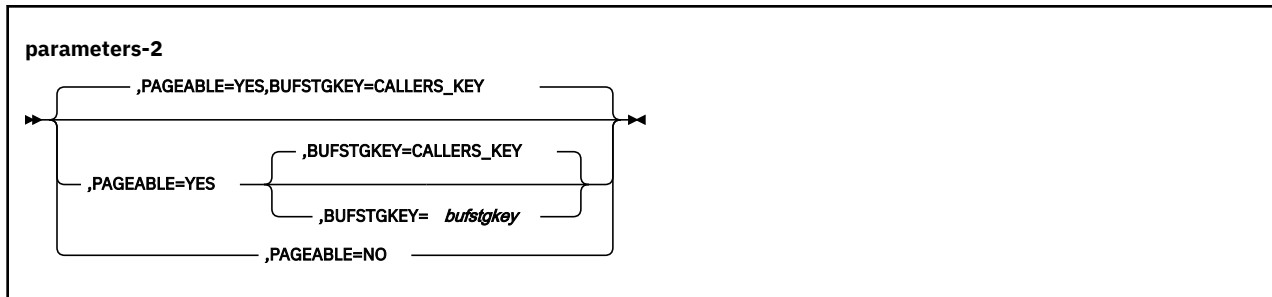 parameters-2
,PAGEABLE=YES,BUFSTGKEY=CALLERS_KEY
,BUFSTGKEY=CALLERS_KEY
,PAGEABLE=YES
,BUFSTGKEY= bufstgkey
,PAGEABLE=NO